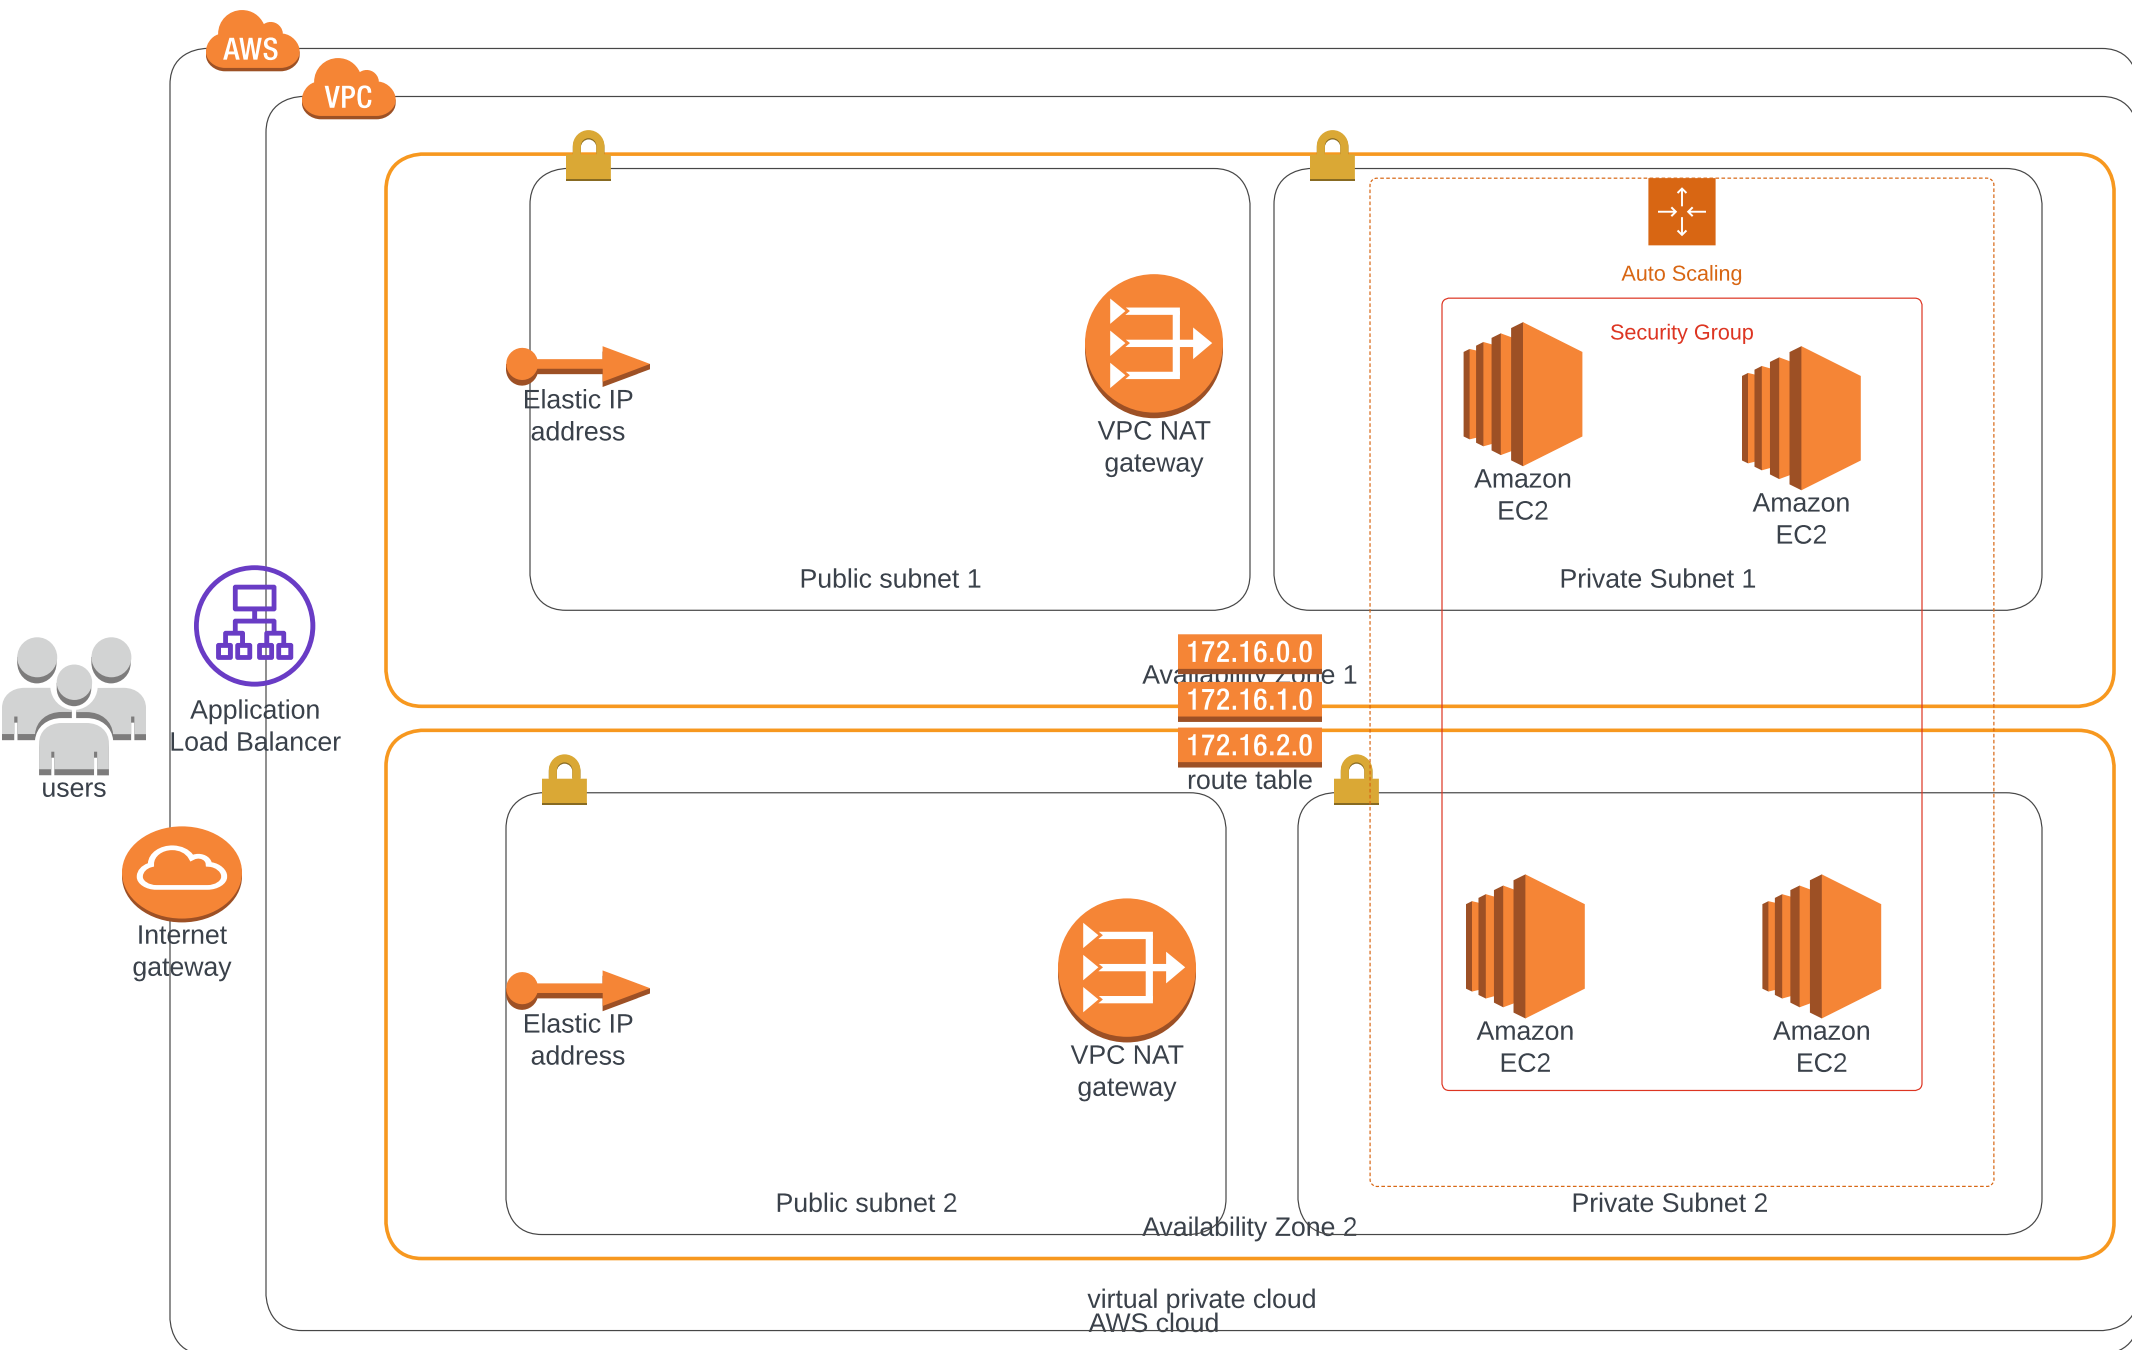 AWS
VPC
Auto Scaling
Security Group
Elastic IP
address
VPC NAT
gateway
Amazon
EC2
Amazon
EC2
Public subnet 1
Private Subnet 1
172.16.0.0
Availability Zone 1
172.16.1.0
172.16.2.0
route table
Application
Load Balancer
users
Internet
gateway
Elastic IP
address
VPC NAT
gateway
Amazon
EC2
Amazon
EC2
Public subnet 2
Private Subnet 2
Availability Zone 2
virtual private cloud
AWS cloud